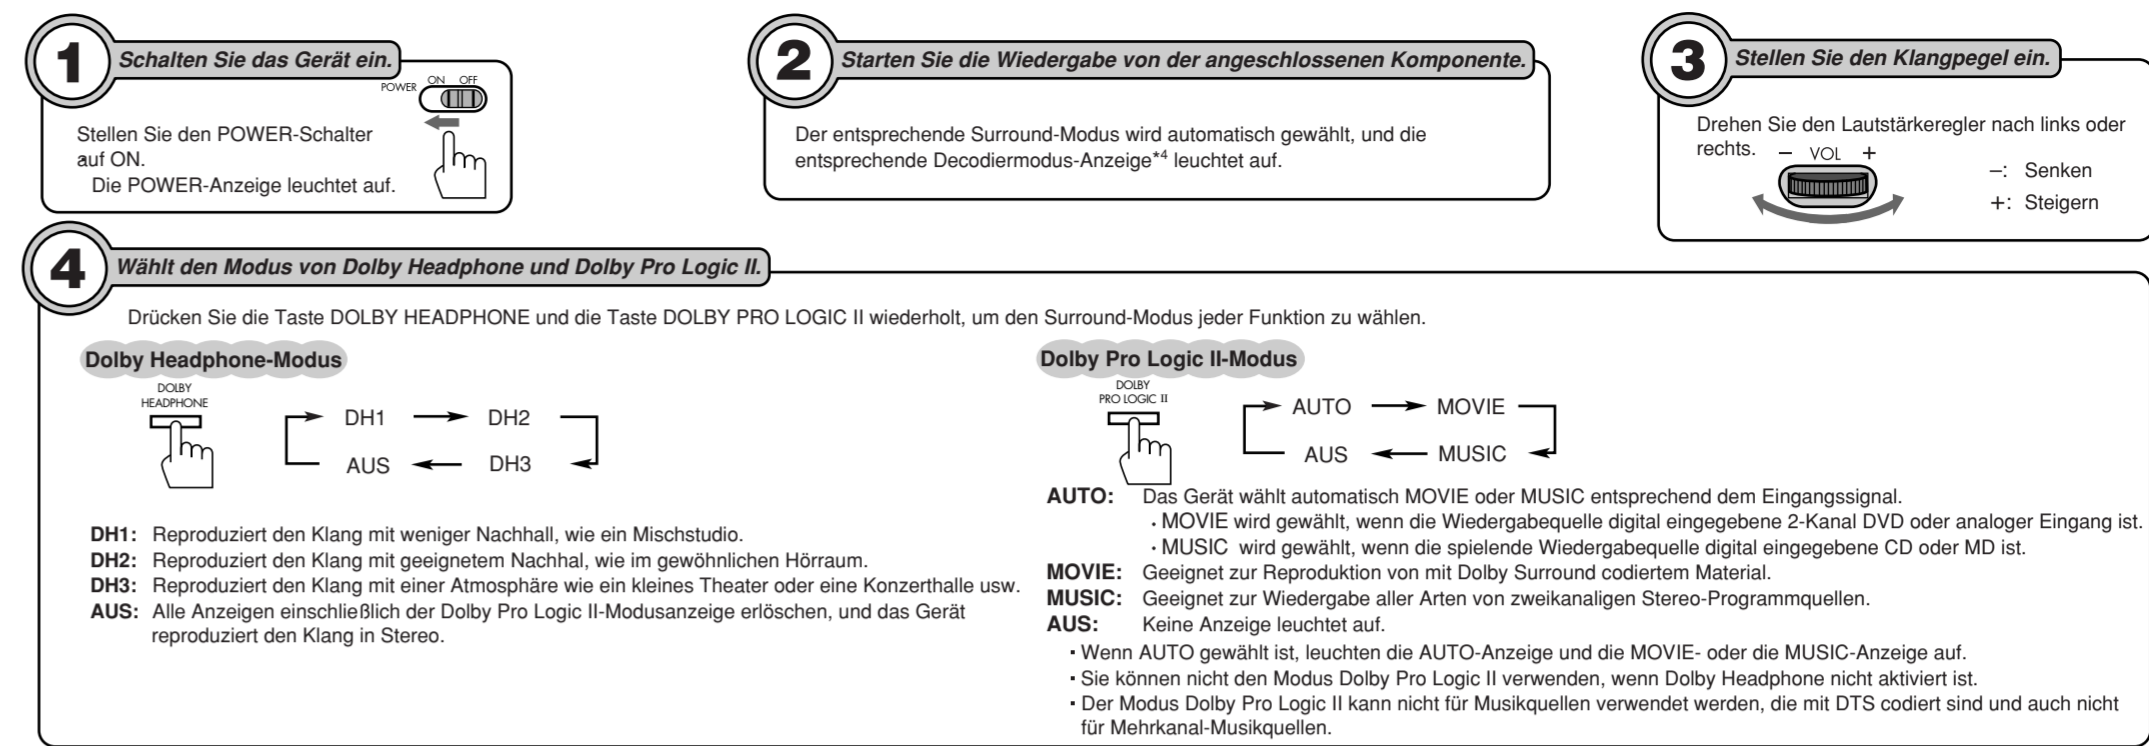 1 Schalten Sie das Gerät ein.
POWER ON OFF
Stellen Sie den POWER-Schalter
auf ON.
Die POWER-Anzeige leuchtet auf.
2 Starten Sie die Wiedergabe von der angeschlossenen Komponente.
Der entsprechende Surround-Modus wird automatisch gewählt, und die
entsprechende Decodiermodus-Anzeige*4 leuchtet auf.
3 Stellen Sie den Klangpegel ein.
Drehen Sie den Lautstärkeregler nach links oder
rechts.
– VOL +
–: Senken
+: Steigern
4 Wählt den Modus von Dolby Headphone und Dolby Pro Logic II.
Drücken Sie die Taste DOLBY HEADPHONE und die Taste DOLBY PRO LOGIC II wiederholt, um den Surround-Modus jeder Funktion zu wählen.
Dolby Headphone-Modus
DOLBY
HEADPHONE
DH1 DH2
AUS DH3
DH1: Reproduziert den Klang mit weniger Nachhall, wie ein Mischstudio.
DH2: Reproduziert den Klang mit geeignetem Nachhal, wie im gewöhnlichen Hörraum.
DH3: Reproduziert den Klang mit einer Atmosphäre wie ein kleines Theater oder eine Konzerthalle usw.
AUS: Alle Anzeigen einschließlich der Dolby Pro Logic II-Modusanzeige erlöschen, und das Gerät
reproduziert den Klang in Stereo.
Dolby Pro Logic II-Modus
DOLBY
PRO LOGIC II
AUTO MOVIE
AUS MUSIC
AUTO: Das Gerät wählt automatisch MOVIE oder MUSIC entsprechend dem Eingangssignal.
· MOVIE wird gewählt, wenn die Wiedergabequelle digital eingegebene 2-Kanal DVD oder analoger Eingang ist.
· MUSIC wird gewählt, wenn die spielende Wiedergabequelle digital eingegebene CD oder MD ist.
MOVIE: Geeignet zur Reproduktion von mit Dolby Surround codiertem Material.
MUSIC: Geeignet zur Wiedergabe aller Arten von zweikanaligen Stereo-Programmquellen.
AUS: Keine Anzeige leuchtet auf.
· Wenn AUTO gewählt ist, leuchten die AUTO-Anzeige und die MOVIE- oder die MUSIC-Anzeige auf.
· Sie können nicht den Modus Dolby Pro Logic II verwenden, wenn Dolby Headphone nicht aktiviert ist.
· Der Modus Dolby Pro Logic II kann nicht für Musikquellen verwendet werden, die mit DTS codiert sind und auch nicht
für Mehrkanal-Musikquellen.